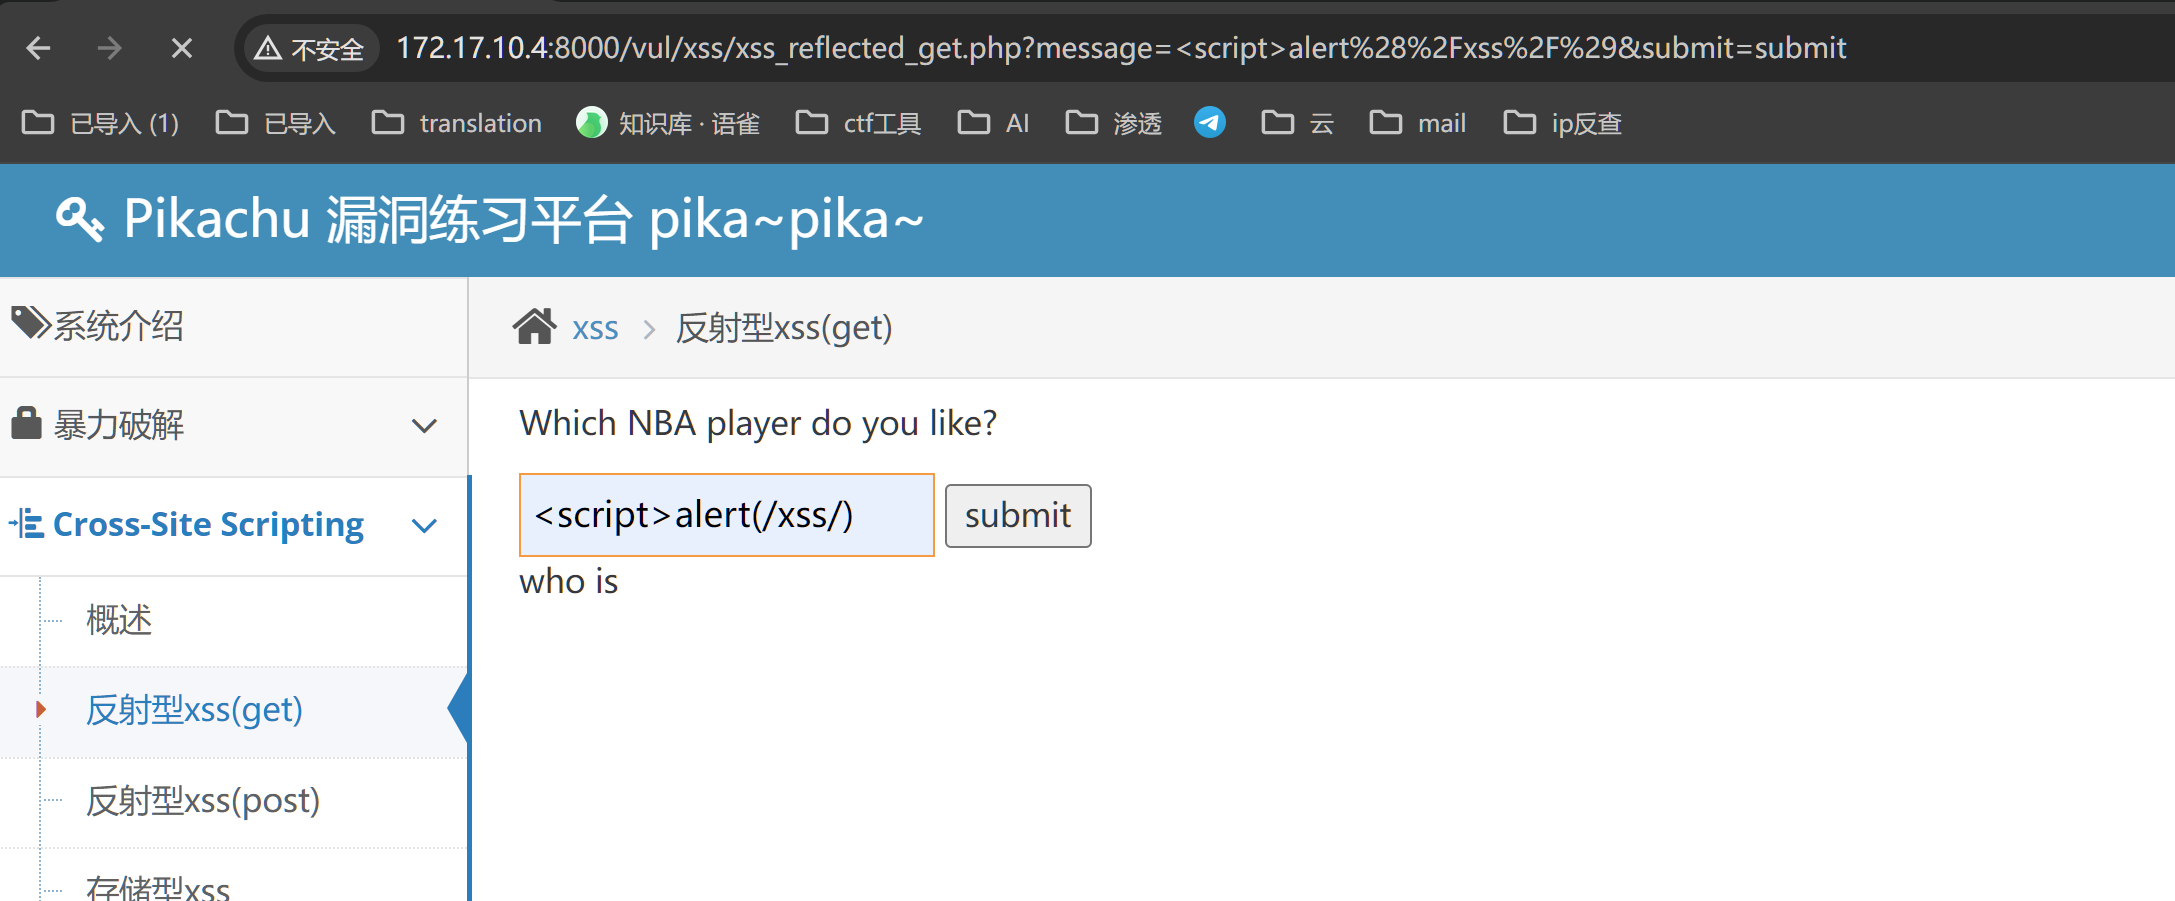 不安全 172.17.10.4:8000/vul/xss/xss_reflected_get.php?message=<script>alert%28%2Fxss%2F%29&submit=submit
已导入 (1) 已导入 translation 知识库 · 语雀 ctf工具 AI 渗透 云 mail ip反查
Pikachu 漏洞练习平台 pika~pika~
系统介绍
暴力破解
Cross-Site Scripting
概述
反射型xss(get)
反射型xss(post)
存储型xss
xss > 反射型xss(get)
Which NBA player do you like?
<script>alert(/xss/) submit
who is